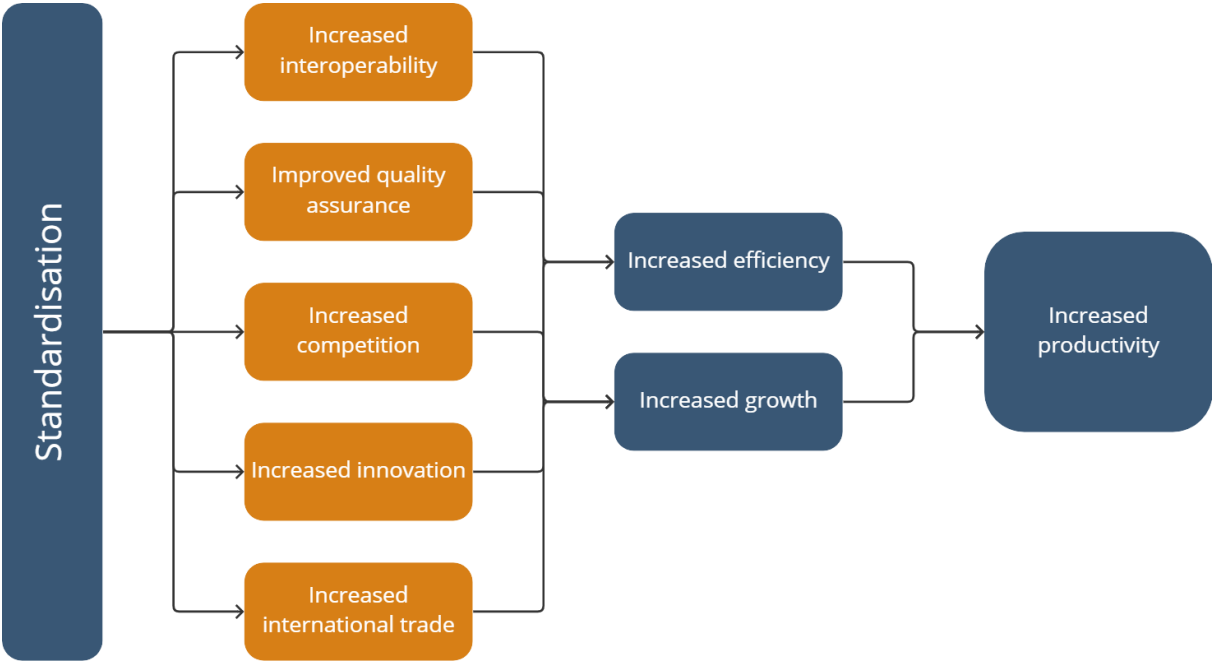 Standardisation
Increased
interoperability
Improved quality
assurance
Increased
competition
Increased innovation
Increased
international trade
Increased efficiency
Increased growth
Increased
productivity